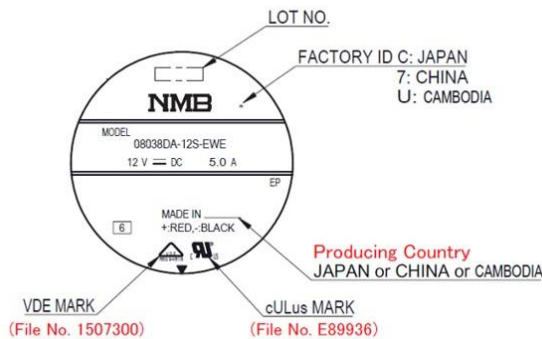 LOT NO.
FACTORY ID C: JAPAN
7: CHINA
U: CAMBODIA
NMB
MODEL
08038DA-12S-EWE
12 V ⎓ DC 5.0 A
EP
MADE IN
+:RED,-:BLACK
6
Producing Country
JAPAN or CHINA or CAMBODIA
VDE MARK
(File No. 1507300)
cULus MARK
(File No. E89936)